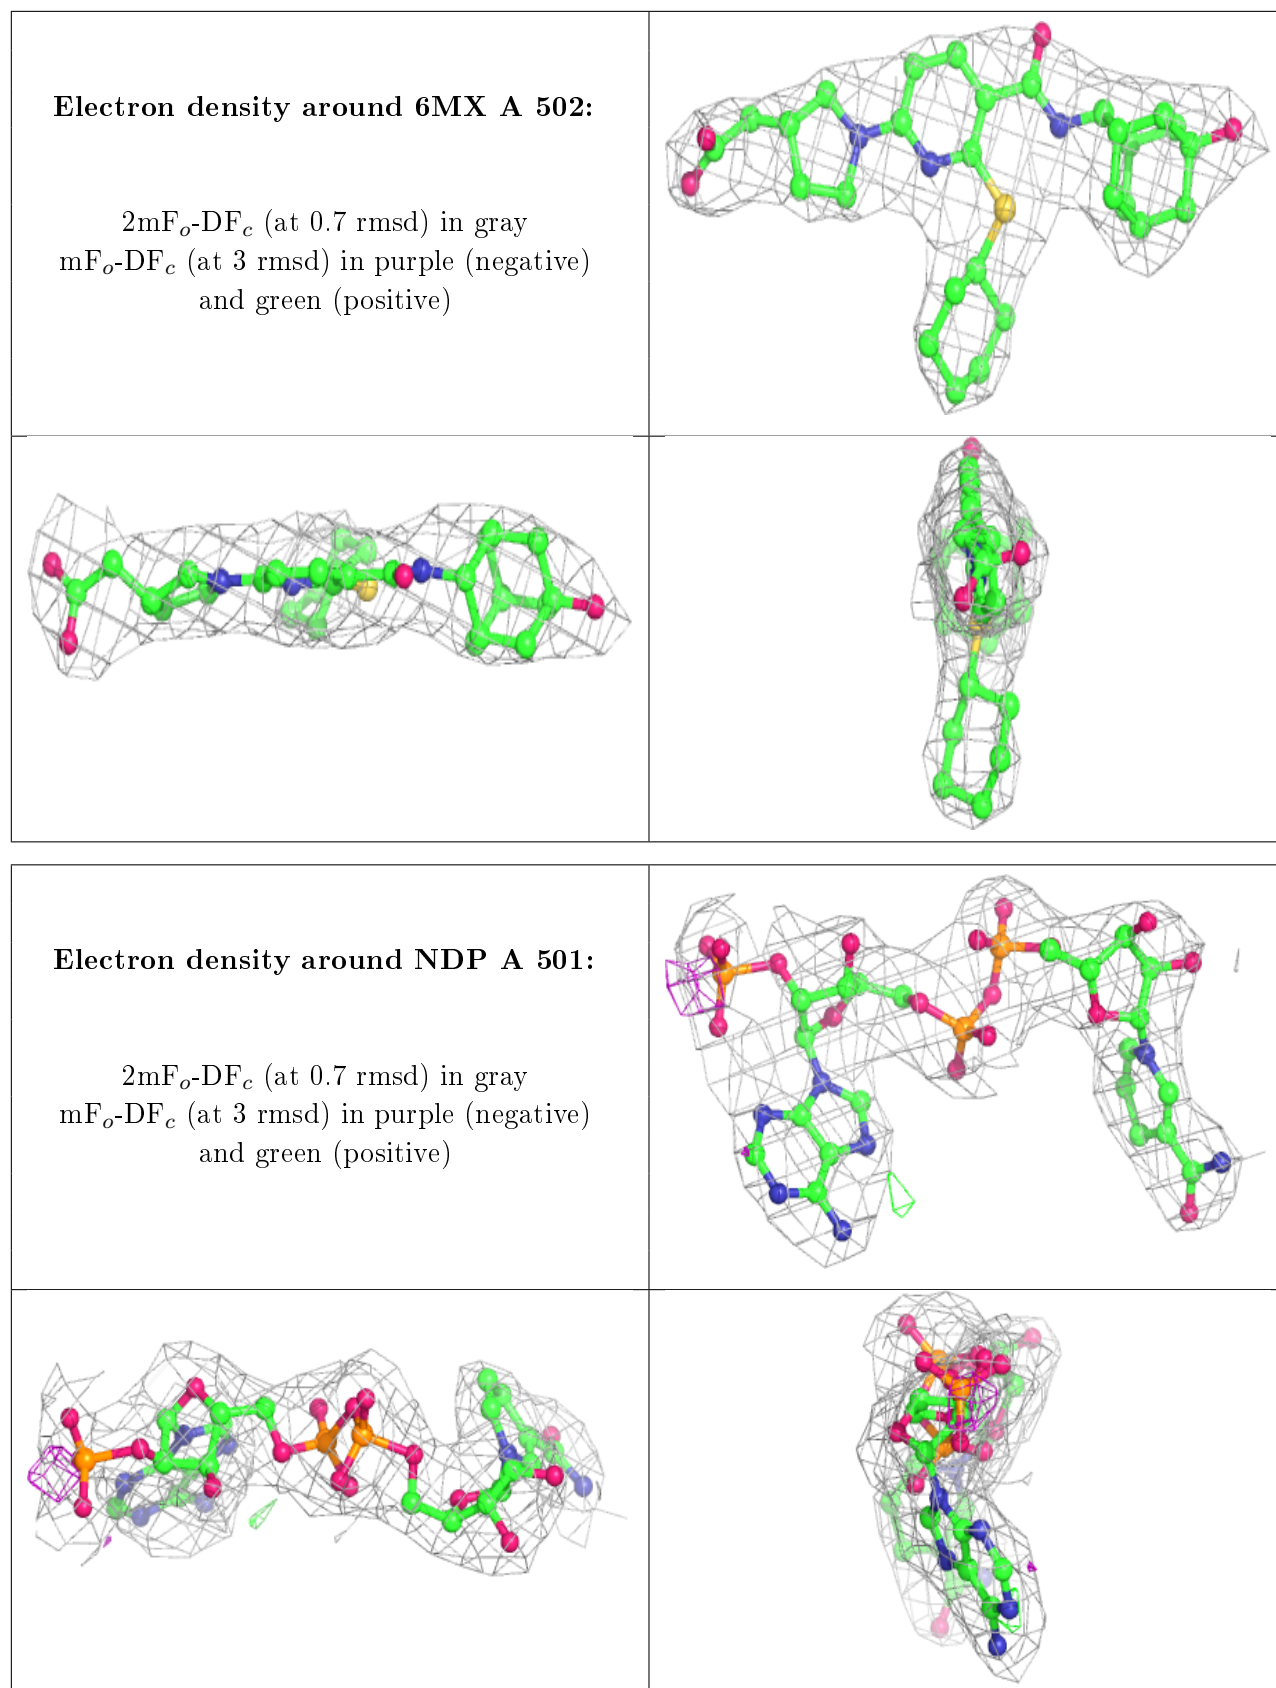 Electron density around 6MX A 502:
2mFo-DFc (at 0.7 rmsd) in gray
mFo-DFc (at 3 rmsd) in purple (negative)
and green (positive)
Electron density around NDP A 501:
2mFo-DFc (at 0.7 rmsd) in gray
mFo-DFc (at 3 rmsd) in purple (negative)
and green (positive)